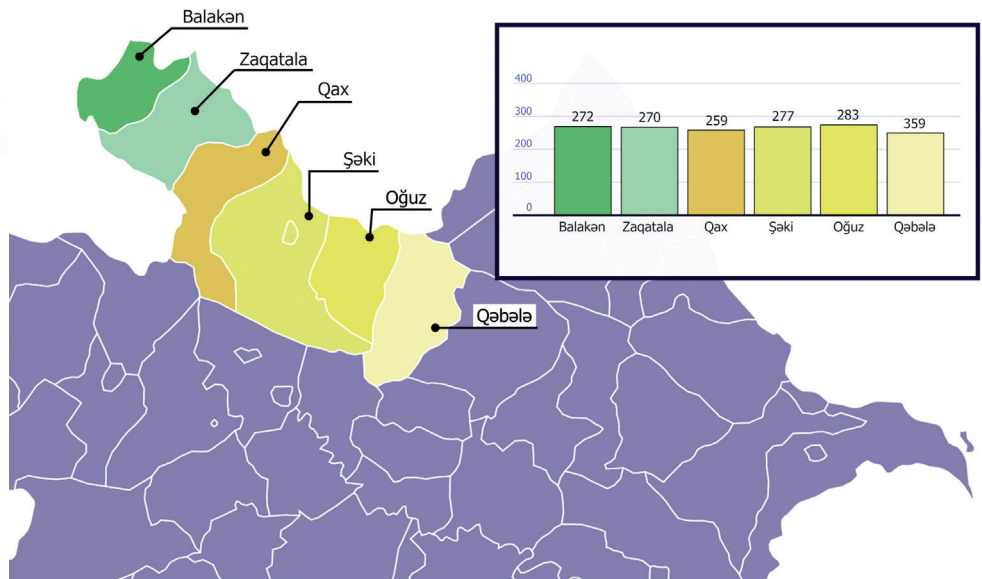 Balakən
Zaqatala
Qax
Şəki
Oğuz
Qəbələ
400
300
200
100
0
272 270 259 277 283 359
Balakən Zaqatala Qax Şəki Oğuz Qəbələ